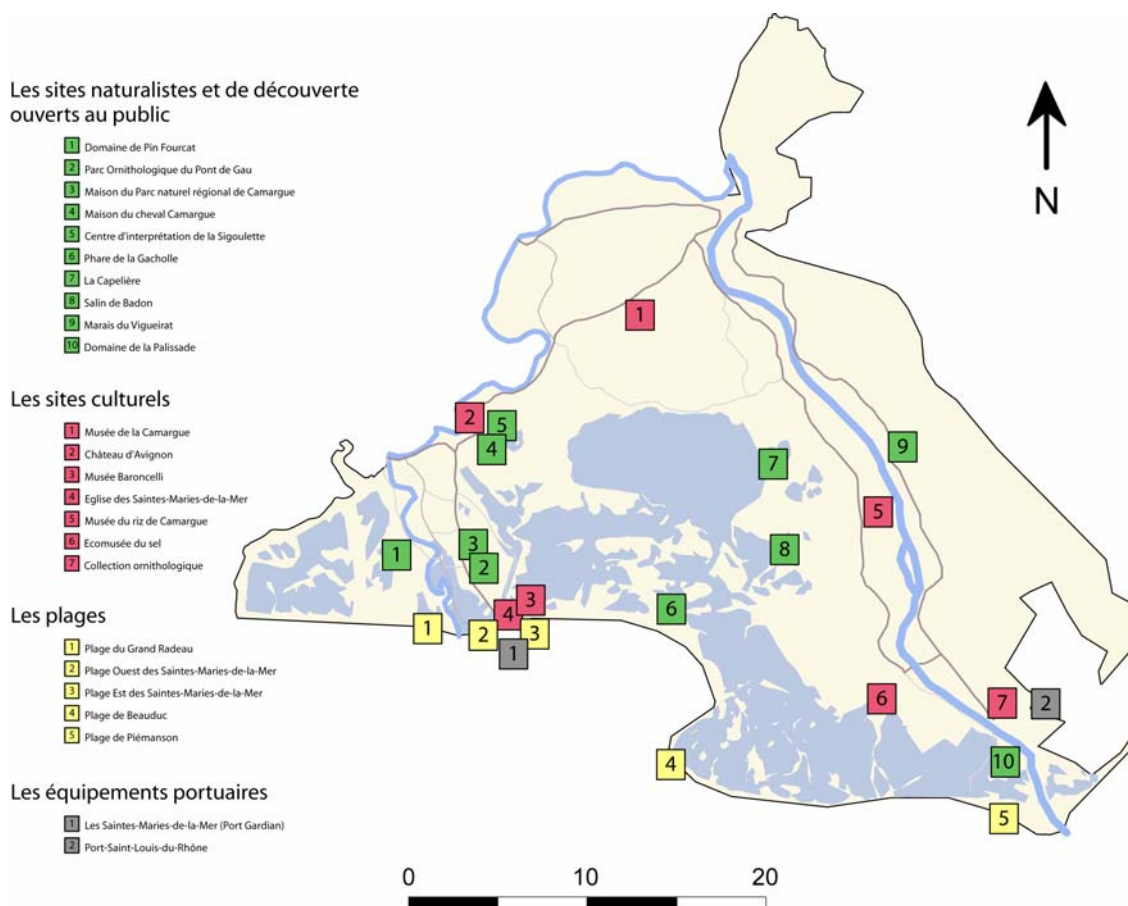 Les sites naturalistes et de découverte
ouverts au public
1 Domaine de Pin Fourcat
2 Parc Ornithologique du Pont de Gau
3 Maison du Parc naturel régional de Camargue
4 Maison du cheval Camargue
5 Centre d'interprétation de la Sigoulette
6 Phare de la Gacholle
7 La Capelière
8 Salin de Badon
9 Marais du Vigueirat
10 Domaine de la Palissade
Les sites culturels
1 Musée de la Camargue
2 Château d'Avignon
3 Musée Baroncelli
4 Eglise des Saintes-Maries-de-la-Mer
5 Musée du riz de Camargue
6 Ecomusée du sel
7 Collection ornithologique
Les plages
1 Plage du Grand Radeau
2 Plage Ouest des Saintes-Maries-de-la-Mer
3 Plage Est des Saintes-Maries-de-la-Mer
4 Plage de Beauduc
5 Plage de Piémanson
Les équipements portuaires
1 Les Saintes-Maries-de-la-Mer (Port Gardian)
2 Port-Saint-Louis-du-Rhône
N
1
2
5
4
9
7
5
3
1
8
2
3
6
4
1
2
3
1
6
7
2
10
4
5
0 10 20